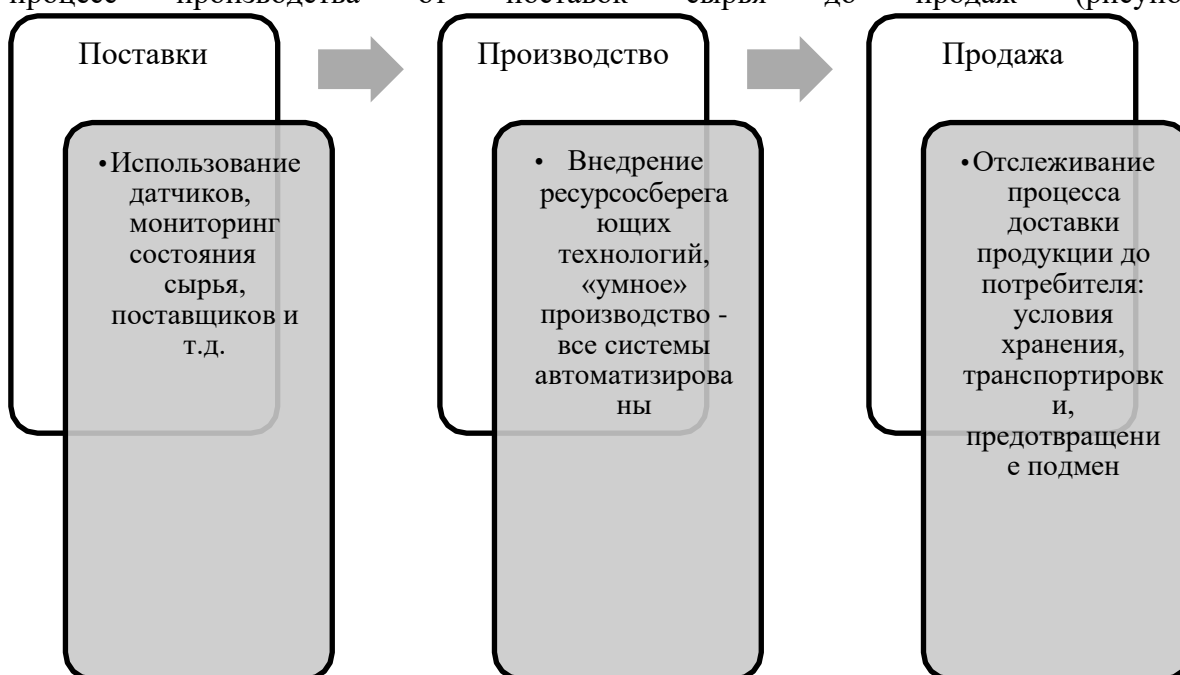 процесс производства от поставок сырья до продаж (рисуно
Поставки
•Использование
датчиков,
мониторинг
состояния
сырья,
поставщиков и
т.д.
Производство
• Внедрение
ресурсосберега
ющих
технологий,
«умное»
производство -
все системы
автоматизирова
ны
Продажа
•Отслеживание
процесса
доставки
продукции до
потребителя:
условия
хранения,
транспортировк
и,
предотвращени
е подмен